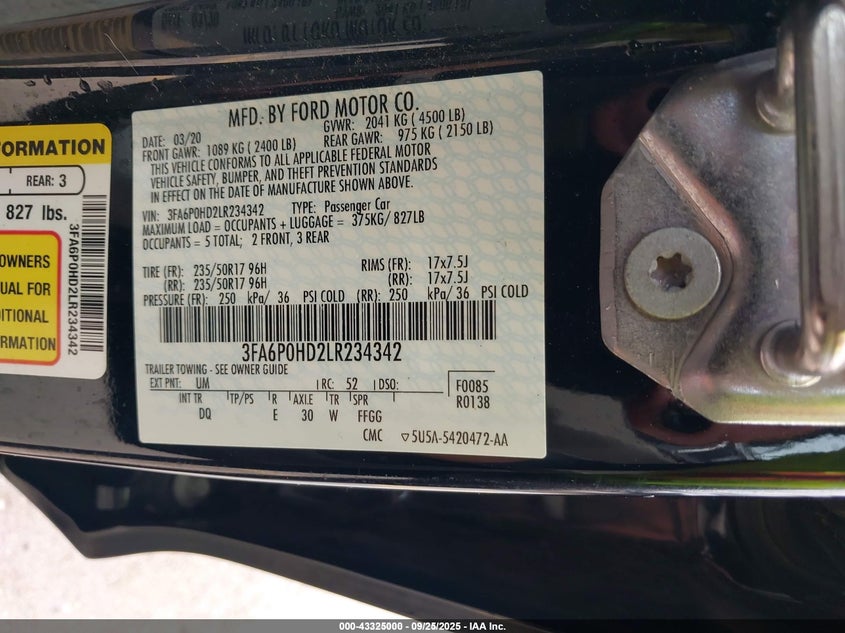 MFD. BY FORD MOTOR CO.
DATE: 03/20 GVWR: 2041 KG ( 4500 LB)
FRONT GAWR: 1089 KG ( 2400 LB) REAR GAWR: 975 KG ( 2150 LB)
THIS VEHICLE CONFORMS TO ALL APPLICABLE FEDERAL MOTOR
VEHICLE SAFETY, BUMPER, AND THEFT PREVENTION STANDARDS
IN EFFECT ON THE DATE OF MANUFACTURE SHOWN ABOVE.
VIN: 3FA6P0HD2LR234342 TYPE: Passenger Car
MAXIMUM LOAD = OCCUPANTS + LUGGAGE = 375KG/ 827LB
OCCUPANTS = 5 TOTAL; 2 FRONT, 3 REAR
TIRE (FR): 235/50R17 96H RIMS (FR): 17x7.5J
(RR): 235/50R17 96H (RR): 17x7.5J
PRESSURE (FR): 250 kPa/ 36 PSI COLD (RR): 250 kPa/ 36 PSI COLD
3FA6P0HD2LR234342
TRAILER TOWING - SEE OWNER GUIDE
EXT PNT: UM RC: 52 DSO: F0085
INT TR TP/PS R AXLE TR SPR R0138
DQ E 30 W FFGG
CMC ▽5U5A-5420472-AA
FORMATION
REAR: 3
827 lbs.
OWNERS
UAL FOR
DITIONAL
FORMATION
3FA6P0HD2LR234342
000-43325000 - 09/25/2025 - IAA Inc.